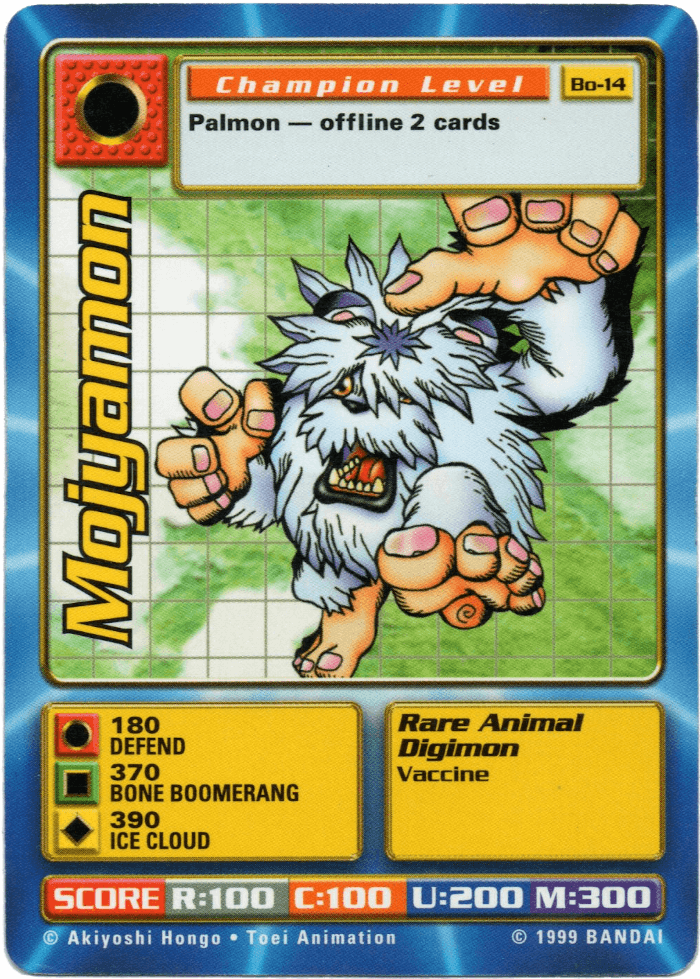 Champion Level
Bo-14
Palmon — offline 2 cards
Mojyamon
180
DEFEND
370
BONE BOOMERANG
390
ICE CLOUD
Rare Animal
Digimon
Vaccine
SCORE R:100 C:100 U:200 M:300
© Akiyoshi Hongo • Toei Animation
© 1999 BANDAI